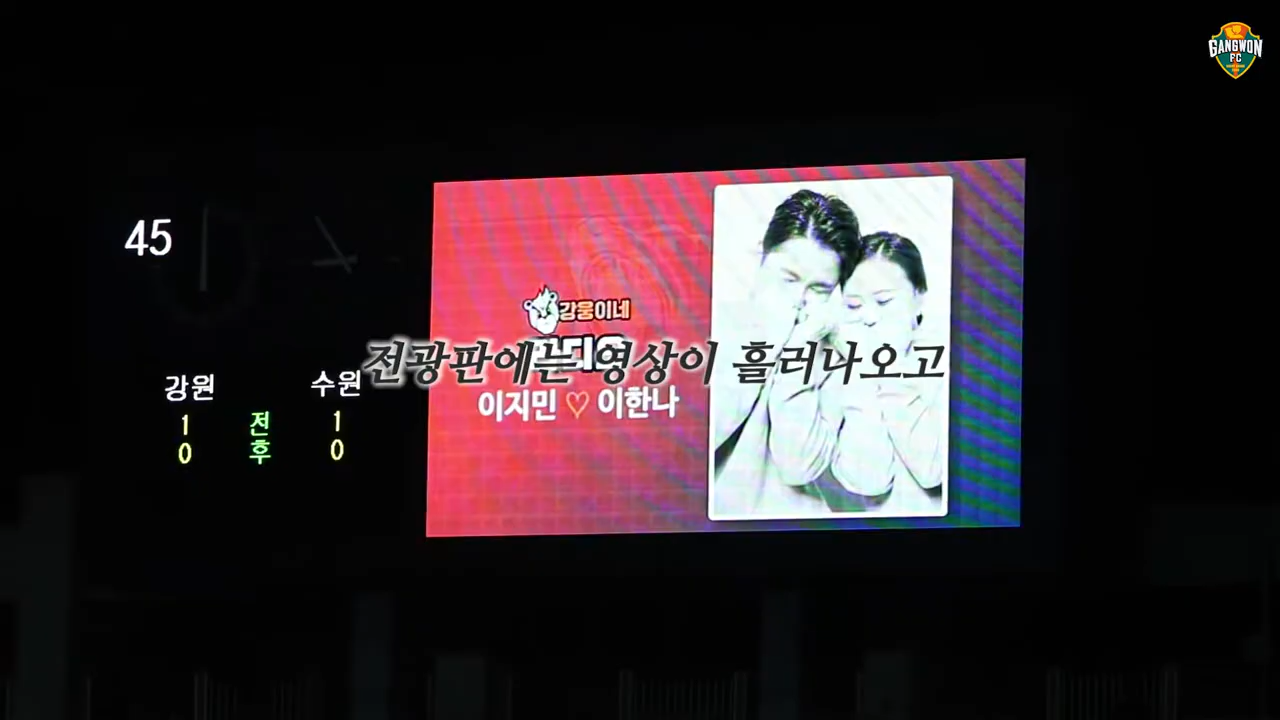 GANGWON
FC
45
강원
수원
1 전 1
0 후 0
강웅이네
이지민 ♡ 이한나
전광판에는 영상이 흘러나오고